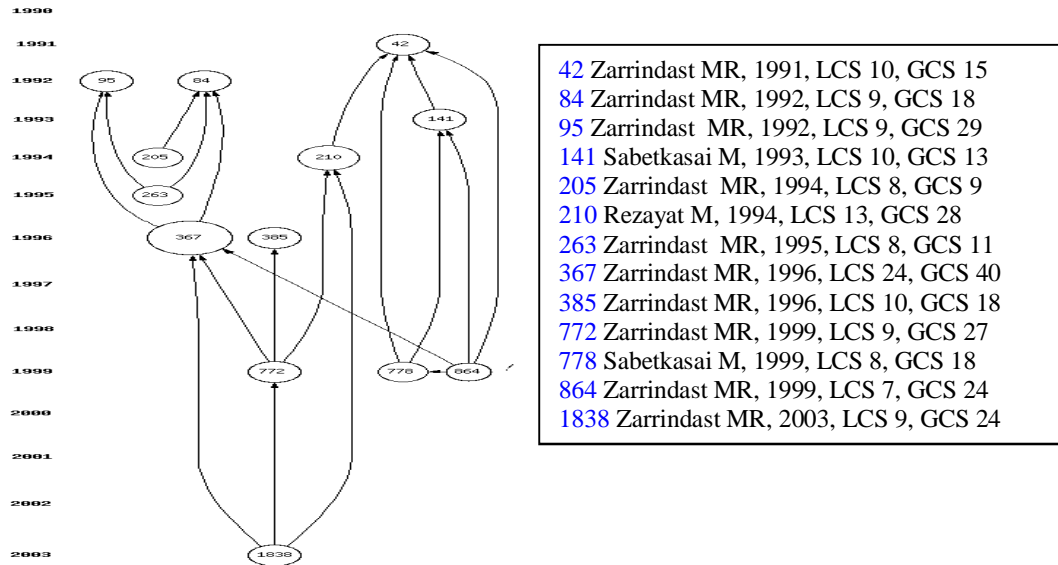 1990
1991
42
1992
95
84
1993
141
1994
205
210
1995
263
1996
367
385
1997
1998
1999
772
778
864
2000
2001
2002
2003
1838
42 Zarrindast MR, 1991, LCS 10, GCS 15
84 Zarrindast MR, 1992, LCS 9, GCS 18
95 Zarrindast MR, 1992, LCS 9, GCS 29
141 Sabetkasai M, 1993, LCS 10, GCS 13
205 Zarrindast MR, 1994, LCS 8, GCS 9
210 Rezayat M, 1994, LCS 13, GCS 28
263 Zarrindast MR, 1995, LCS 8, GCS 11
367 Zarrindast MR, 1996, LCS 24, GCS 40
385 Zarrindast MR, 1996, LCS 10, GCS 18
772 Zarrindast MR, 1999, LCS 9, GCS 27
778 Sabetkasai M, 1999, LCS 8, GCS 18
864 Zarrindast MR, 1999, LCS 7, GCS 24
1838 Zarrindast MR, 2003, LCS 9, GCS 24